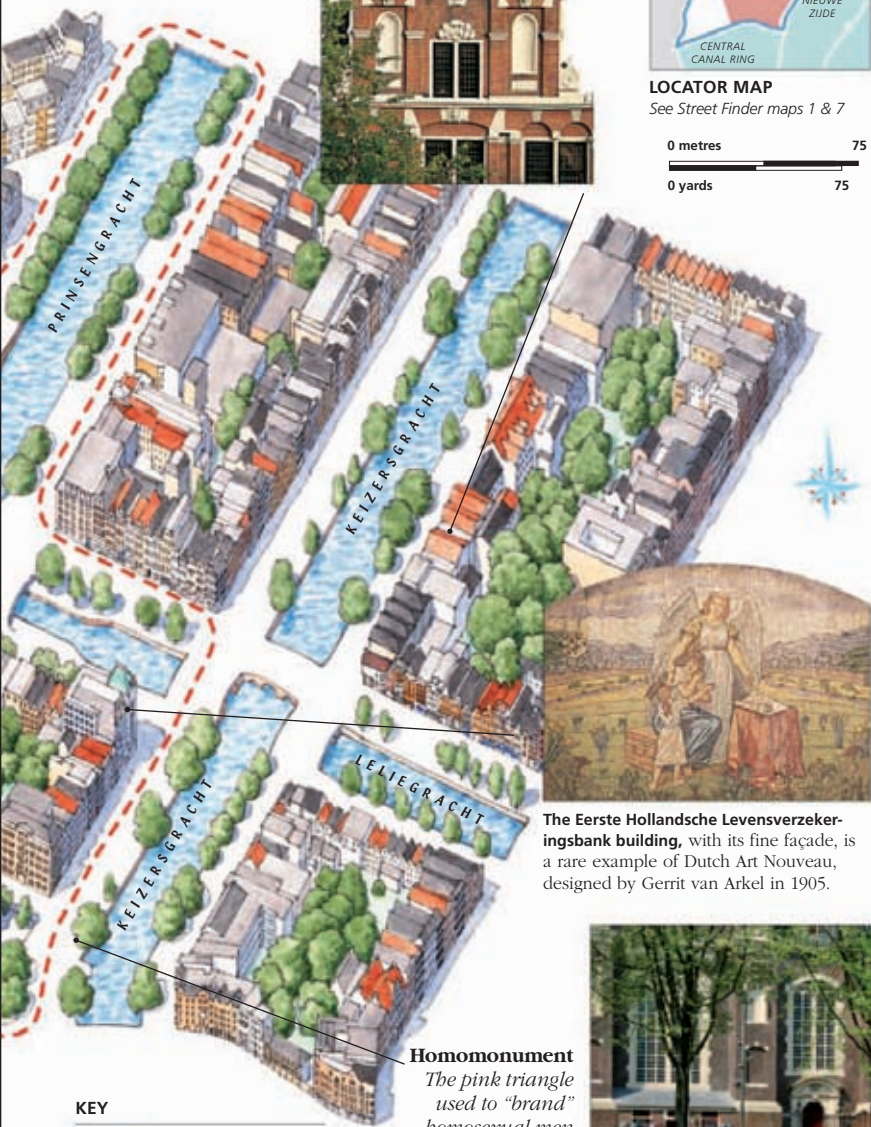 NIEUWE
ZIJDE
CENTRAL
CANAL RING
LOCATOR MAP
See Street Finder maps 1 & 7
0 metres 75
0 yards 75
PRINSENGRACHT
KEIZERSGRACHT
LELIEGRACHT
KEIZERSGRACHT
The Eerste Hollandsche Levensverzeker-
ingsbank building, with its fine façade, is
a rare example of Dutch Art Nouveau,
designed by Gerrit van Arkel in 1905.
Homomonument
The pink triangle
used to “brand”
homosexual men
KEY